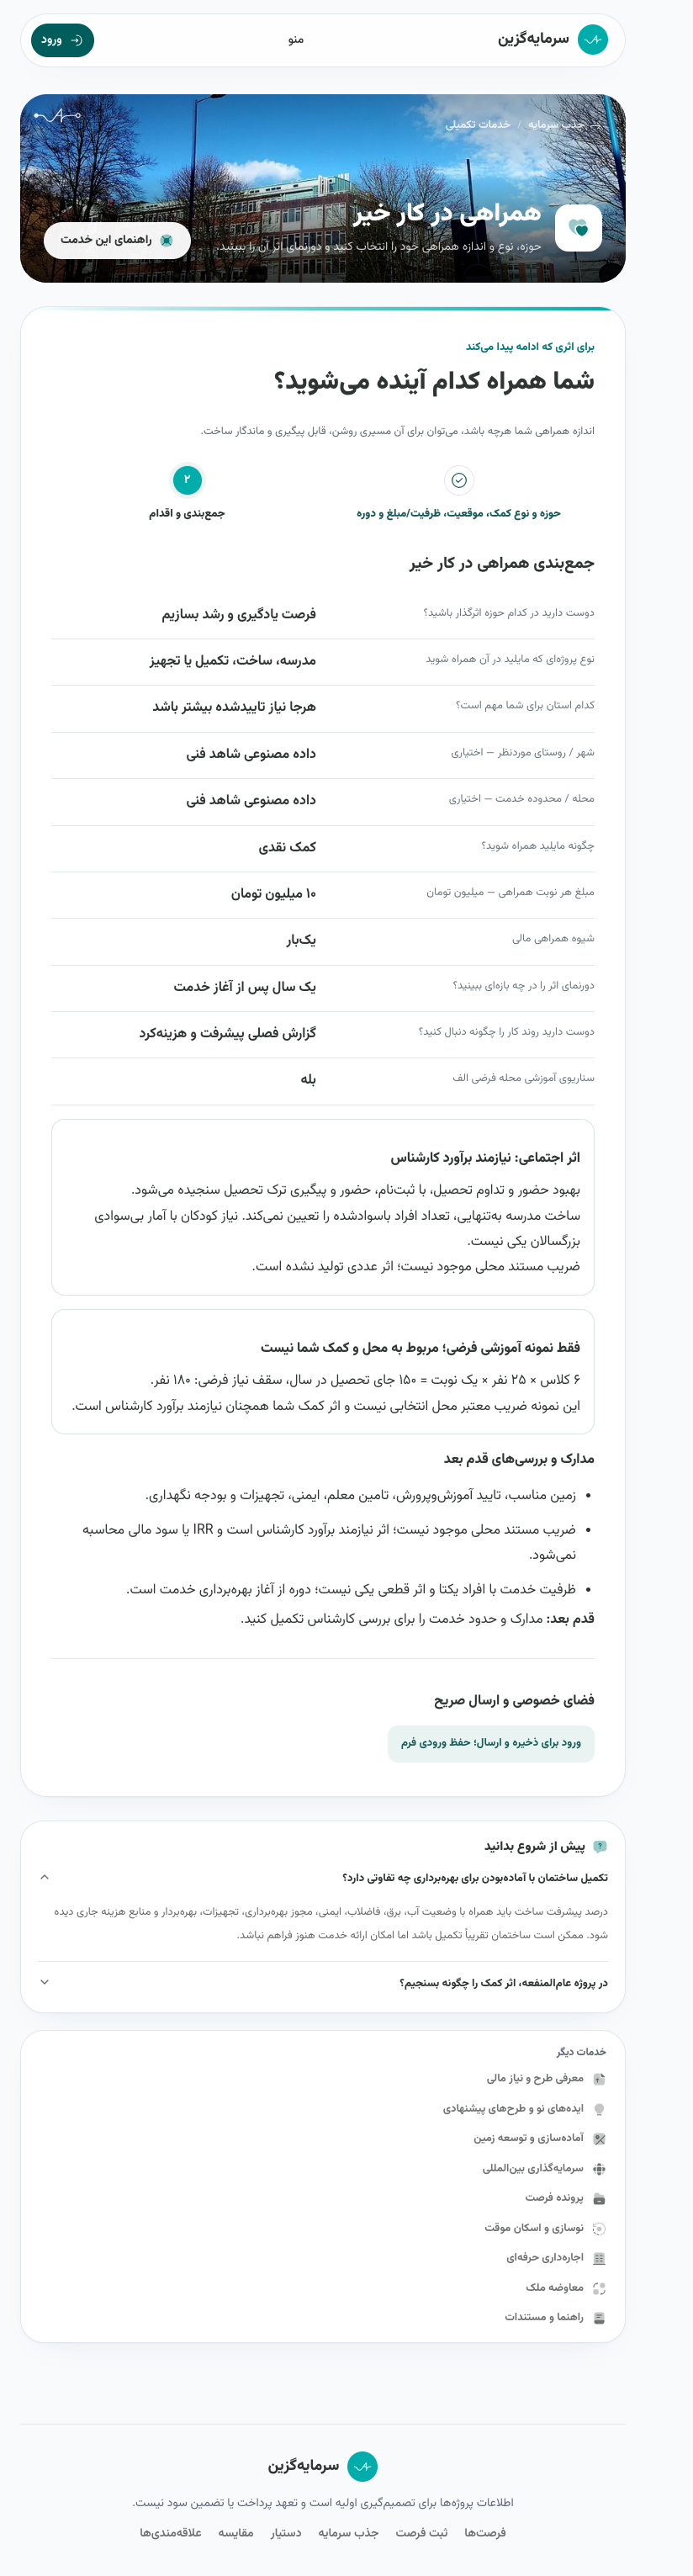 سرمایه‌گزین
منو
ورود
جذب سرمایه / خدمات تکمیلی
همراهی در کار خیر
حوزه، نوع و اندازه همراهی خود را انتخاب کنید و دورنمای اثر آن را ببینید.
راهنمای این خدمت
برای اثری که ادامه پیدا می‌کند
شما همراه کدام آینده می‌شوید؟
اندازه همراهی شما هرچه باشد، می‌توان برای آن مسیری روشن، قابل پیگیری و ماندگار ساخت.
حوزه و نوع کمک، موقعیت، ظرفیت/مبلغ و دوره
۲
جمع‌بندی و اقدام
جمع‌بندی همراهی در کار خیر
دوست دارید در کدام حوزه اثرگذار باشید؟
فرصت یادگیری و رشد بسازیم
نوع پروژه‌ای که مایلید در آن همراه شوید
مدرسه، ساخت، تکمیل یا تجهیز
کدام استان برای شما مهم است؟
هرجا نیاز تاییدشده بیشتر باشد
شهر / روستای موردنظر — اختیاری
داده مصنوعی شاهد فنی
محله / محدوده خدمت — اختیاری
داده مصنوعی شاهد فنی
چگونه مایلید همراه شوید؟
کمک نقدی
مبلغ هر نوبت همراهی — میلیون تومان
۱۰ میلیون تومان
شیوه همراهی مالی
یک‌بار
دورنمای اثر را در چه بازه‌ای ببینید؟
یک سال پس از آغاز خدمت
دوست دارید روند کار را چگونه دنبال کنید؟
گزارش فصلی پیشرفت و هزینه‌کرد
سناریوی آموزشی محله فرضی الف
بله
اثر اجتماعی: نیازمند برآورد کارشناس
بهبود حضور و تداوم تحصیل، با ثبت‌نام، حضور و پیگیری ترک تحصیل سنجیده می‌شود.
ساخت مدرسه به‌تنهایی، تعداد افراد باسوادشده را تعیین نمی‌کند. نیاز کودکان با آمار بی‌سوادی
بزرگسالان یکی نیست.
ضریب مستند محلی موجود نیست؛ اثر عددی تولید نشده است.
فقط نمونه آموزشی فرضی؛ مربوط به محل و کمک شما نیست
۶ کلاس × ۲۵ نفر × یک نوبت = ۱۵۰ جای تحصیل در سال، سقف نیاز فرضی: ۱۸۰ نفر.
این نمونه ضریب معتبر محل انتخابی نیست و اثر کمک شما همچنان نیازمند برآورد کارشناس است.
مدارک و بررسی‌های قدم بعد
• زمین مناسب، تایید آموزش‌وپرورش، تامین معلم، ایمنی، تجهیزات و بودجه نگهداری.
• ضریب مستند محلی موجود نیست؛ اثر نیازمند برآورد کارشناس است و IRR یا سود مالی محاسبه
نمی‌شود.
• ظرفیت خدمت با افراد یکتا و اثر قطعی یکی نیست؛ دوره از آغاز بهره‌برداری خدمت است.
قدم بعد: مدارک و حدود خدمت را برای بررسی کارشناس تکمیل کنید.
فضای خصوصی و ارسال صریح
ورود برای ذخیره و ارسال؛ حفظ ورودی فرم
پیش از شروع بدانید
تکمیل ساختمان با آماده‌بودن برای بهره‌برداری چه تفاوتی دارد؟
درصد پیشرفت ساخت باید همراه با وضعیت آب، برق، فاضلاب، ایمنی، مجوز بهره‌برداری، تجهیزات، بهره‌بردار و منابع هزینه جاری دیده
شود. ممکن است ساختمان تقریباً تکمیل باشد اما امکان ارائه خدمت هنوز فراهم نباشد.
در پروژه عام‌المنفعه، اثر کمک را چگونه بسنجیم؟
خدمات دیگر
معرفی طرح و نیاز مالی
ایده‌های نو و طرح‌های پیشنهادی
آماده‌سازی و توسعه زمین
سرمایه‌گذاری بین‌المللی
پرونده فرصت
نوسازی و اسکان موقت
اجاره‌داری حرفه‌ای
معاوضه ملک
راهنما و مستندات
سرمایه‌گزین
اطلاعات پروژه‌ها برای تصمیم‌گیری اولیه است و تعهد پرداخت یا تضمین سود نیست.
فرصت‌ها
ثبت فرصت
جذب سرمایه
دستیار
مقایسه
علاقه‌مندی‌ها